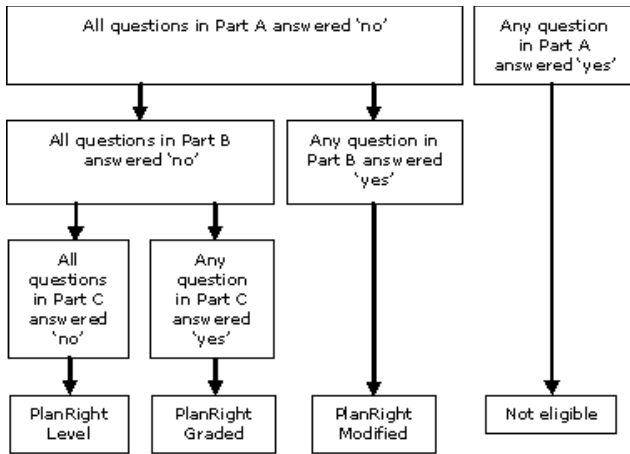 All questions in Part A answered ‘no’
Any question
in Part A
answered ‘yes’
All questions in Part B
answered ‘no’
Any question in
Part B answered
‘yes’
All
questions
in Part C
answered
‘no’
Any
question
in Part C
answered
‘yes’
PlanRight
Level
PlanRight
Graded
PlanRight
Modified
Not eligible